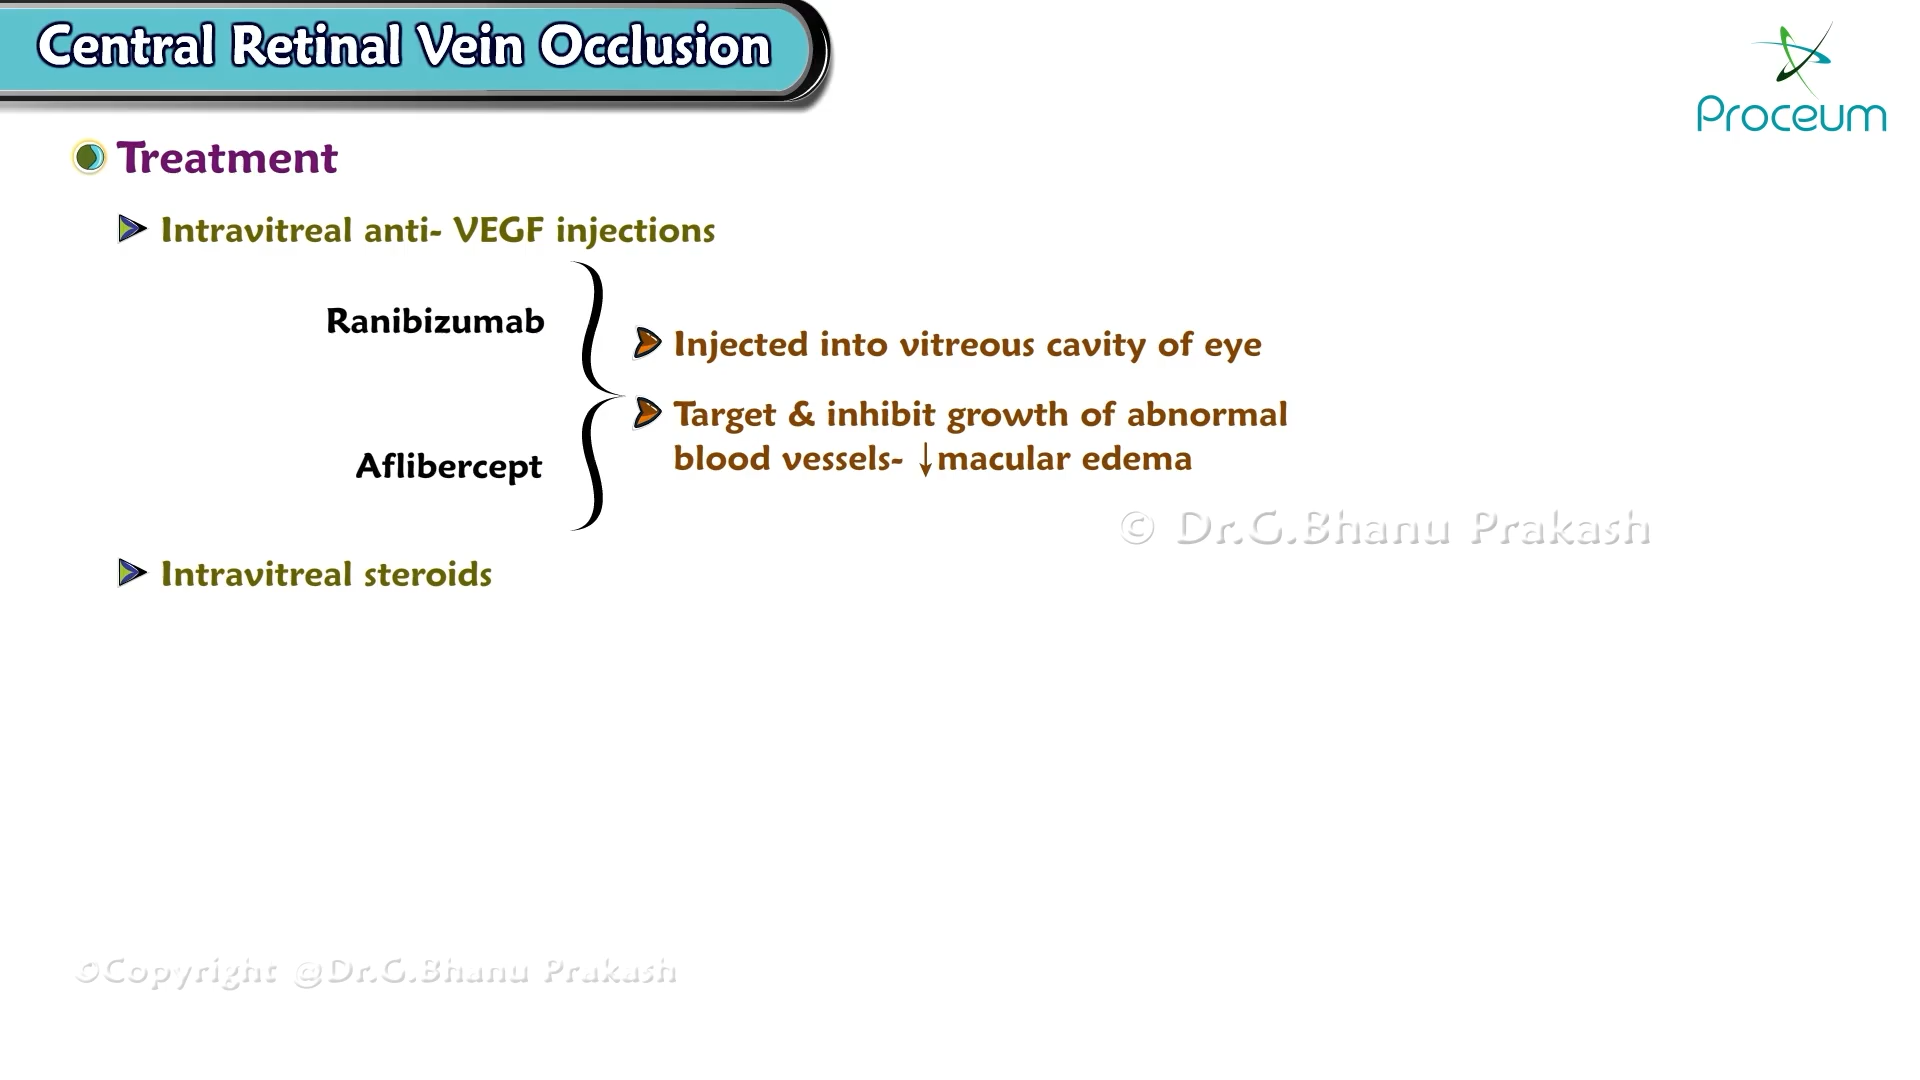 Central Retinal Vein Occlusion
Proceum
Treatment
Intravitreal anti- VEGF injections
Ranibizumab
Injected into vitreous cavity of eye
Target & inhibit growth of abnormal
blood vessels- ↓macular edema
Aflibercept
© Dr.G.Bhanu Prakash
Intravitreal steroids
©Copyright @Dr.G.Bhanu Prakash